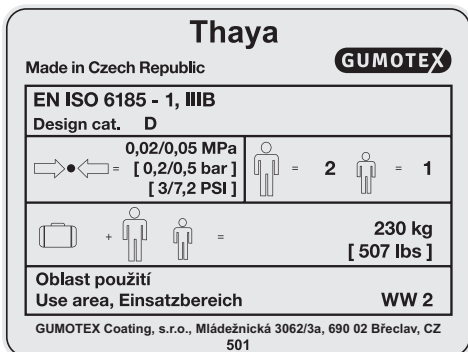 Thaya
Made in Czech Republic
GUMOTEX
EN ISO 6185 - 1, IIIB
Design cat. D
0,02/0,05 MPa
= [ 0,2/0,5 bar ]
[ 3/7,2 PSI ]
= 2 = 1
+ = 230 kg
[ 507 lbs ]
Oblast použití
Use area, Einsatzbereich WW 2
GUMOTEX Coating, s.r.o., Mládežnická 3062/3a, 690 02 Břeclav, CZ
501